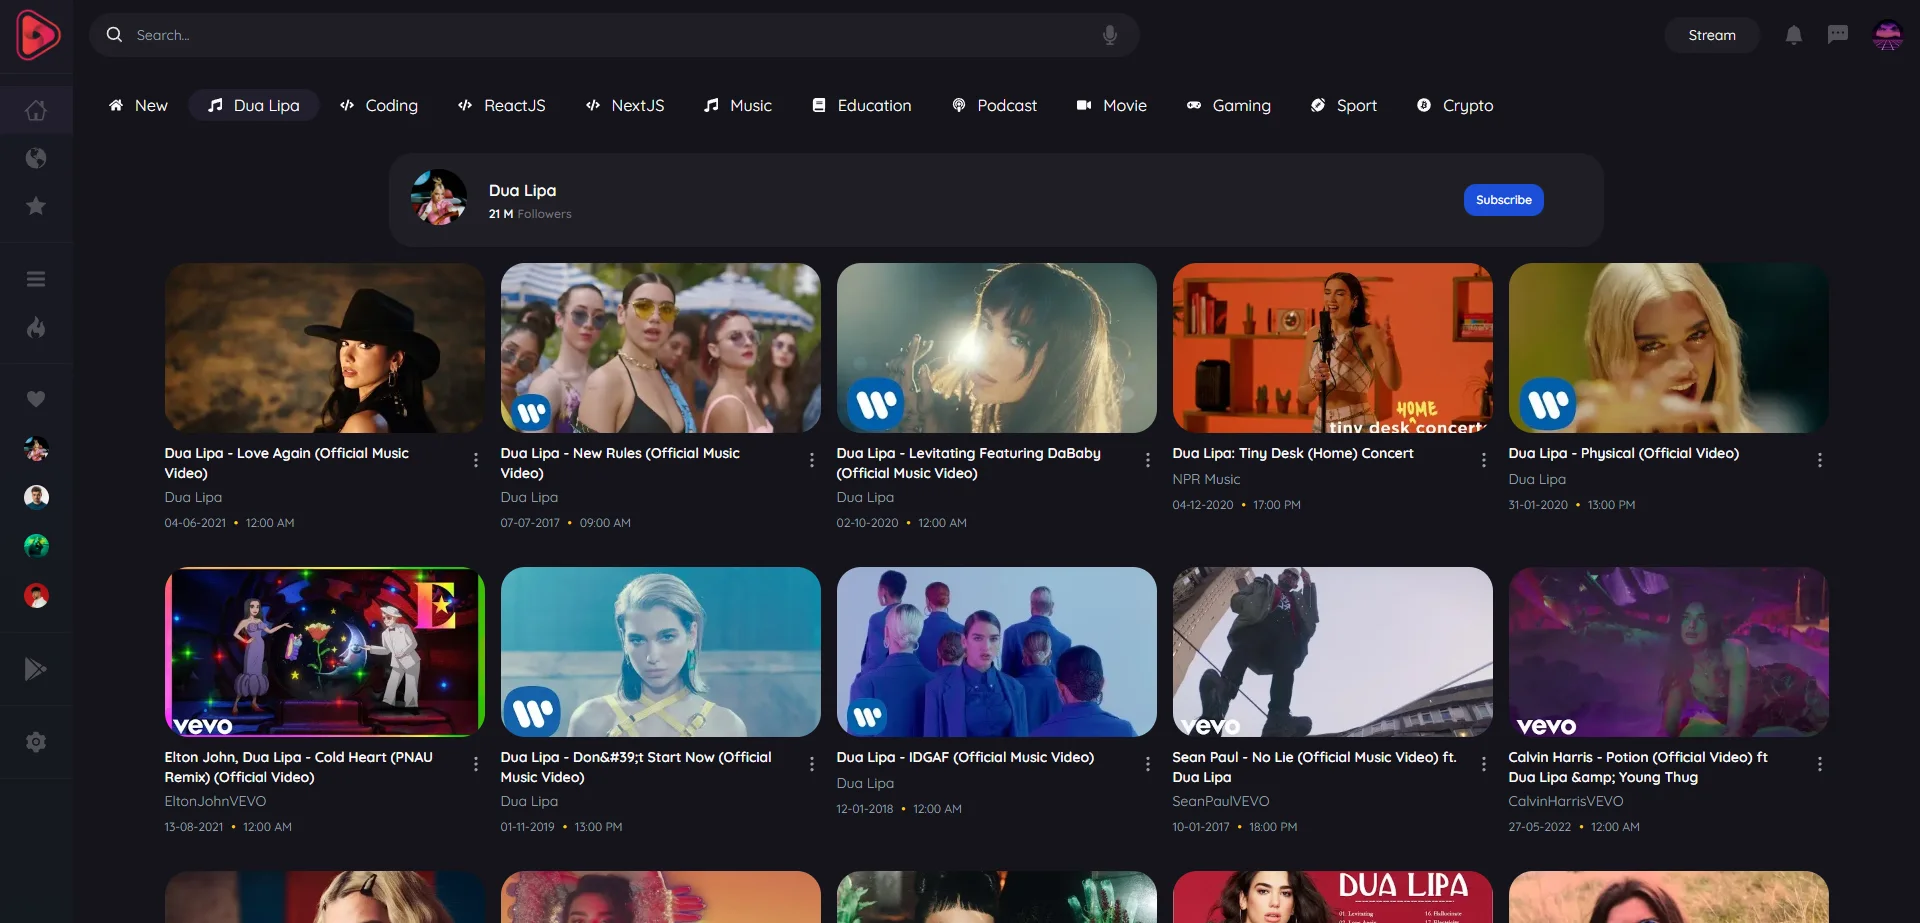 Search...
Stream
New
Dua Lipa
Coding
ReactJS
NextJS
Music
Education
Podcast
Movie
Gaming
Sport
Crypto
Dua Lipa
21 M Followers
Subscribe
HOME
tiny desk concerts
Dua Lipa - Love Again (Official Music
Video)
Dua Lipa
04-06-2021 • 12:00 AM
Dua Lipa - New Rules (Official Music
Video)
Dua Lipa
07-07-2017 • 09:00 AM
Dua Lipa - Levitating Featuring DaBaby
(Official Music Video)
Dua Lipa
02-10-2020 • 12:00 AM
Dua Lipa: Tiny Desk (Home) Concert
NPR Music
04-12-2020 • 17:00 PM
Dua Lipa - Physical (Official Video)
Dua Lipa
31-01-2020 • 13:00 PM
E
vevo
vevo
vevo
Elton John, Dua Lipa - Cold Heart (PNAU
Remix) (Official Video)
EltonJohnVEVO
13-08-2021 • 12:00 AM
Dua Lipa - Don&#39;t Start Now (Official
Music Video)
Dua Lipa
01-11-2019 • 13:00 PM
Dua Lipa - IDGAF (Official Music Video)
Dua Lipa
12-01-2018 • 12:00 AM
Sean Paul - No Lie (Official Music Video) ft.
Dua Lipa
SeanPaulVEVO
10-01-2017 • 18:00 PM
Calvin Harris - Potion (Official Video) ft
Dua Lipa &amp; Young Thug
CalvinHarrisVEVO
27-05-2022 • 12:00 AM
DUA LIPA
01. Levitating
16. Hallucinate